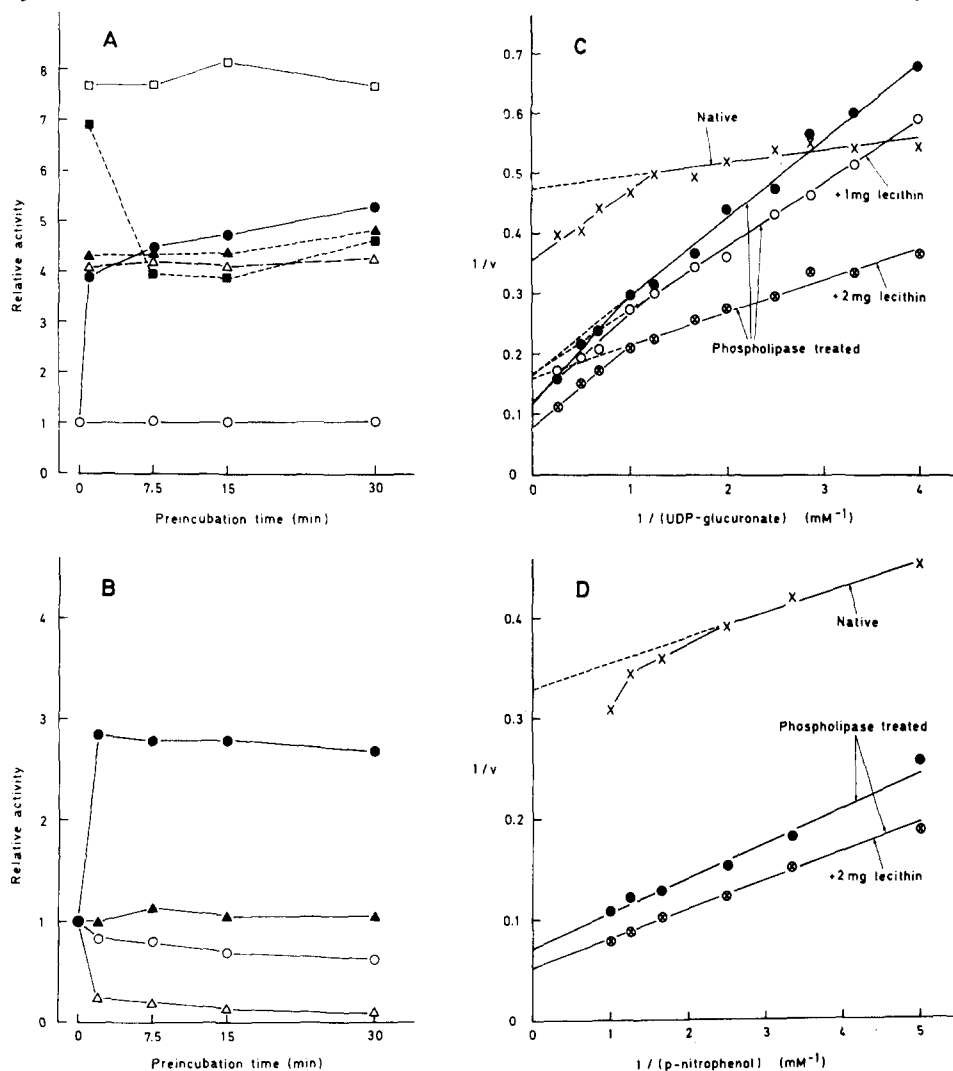 A
8
7
6
5
4
3
2
1
0
Relative activity
0
7.5
15
30
Preincubation time (min)
B
4
3
2
1
0
Relative activity
0
7.5
15
30
Preincubation time (min)
C
0.7
0.6
0.5
0.4
0.3
0.2
0.1
0
1/v
Native
+1mg lecithin
+2mg lecithin
Phospholipase treated
0
1
2
3
4
1/(UDP-glucuronate) (mM⁻¹)
D
0.4
0.3
0.2
0.1
0
1/v
Native
Phospholipase treated
+2mg lecithin
0
1
2
3
4
5
1/(p-nitrophenol) (mM⁻¹)